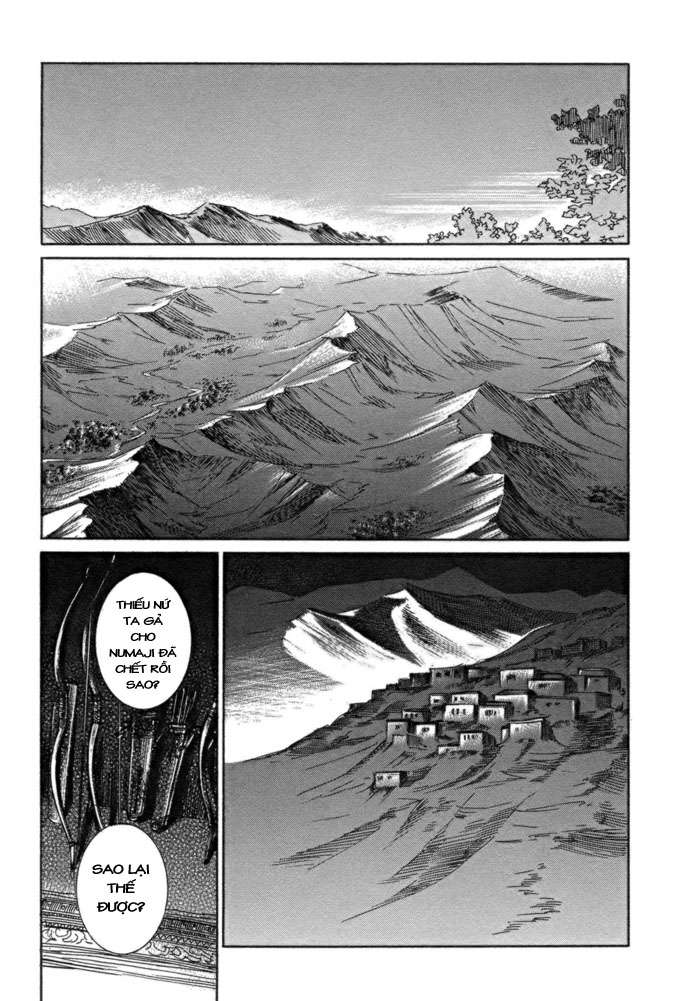 THIẾU NỮ
TA GẢ
CHO
NUMAJI ĐÃ
CHẾT RỒI
SAO?
SAO LẠI
THẾ
ĐƯỢC?